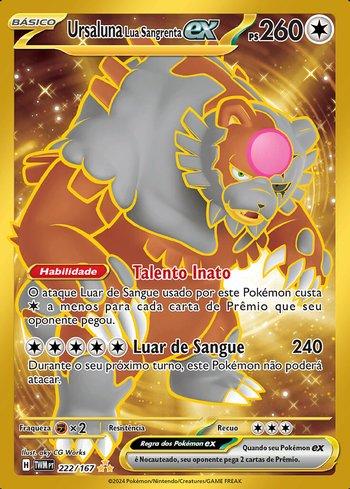 BÁSICO Ursaluna Lua Sangrenta ex PS 260
Habilidade Talento Inato
O ataque Luar de Sangue usado por este Pokémon custa
a menos para cada carta de Prêmio que seu
oponente pegou.
Luar de Sangue 240
Durante o seu próximo turno, este Pokémon não poderá
atacar.
Fraqueza x2 Resistência Recuo
Regra dos Pokémon ex Quando seu Pokémon ex
é Nocauteado, seu oponente pega 2 cartas de Prêmio.
Ilust. aky CG Works
H TWM PT 222/167
©2024 Pokémon/Nintendo/Creatures/GAME FREAK